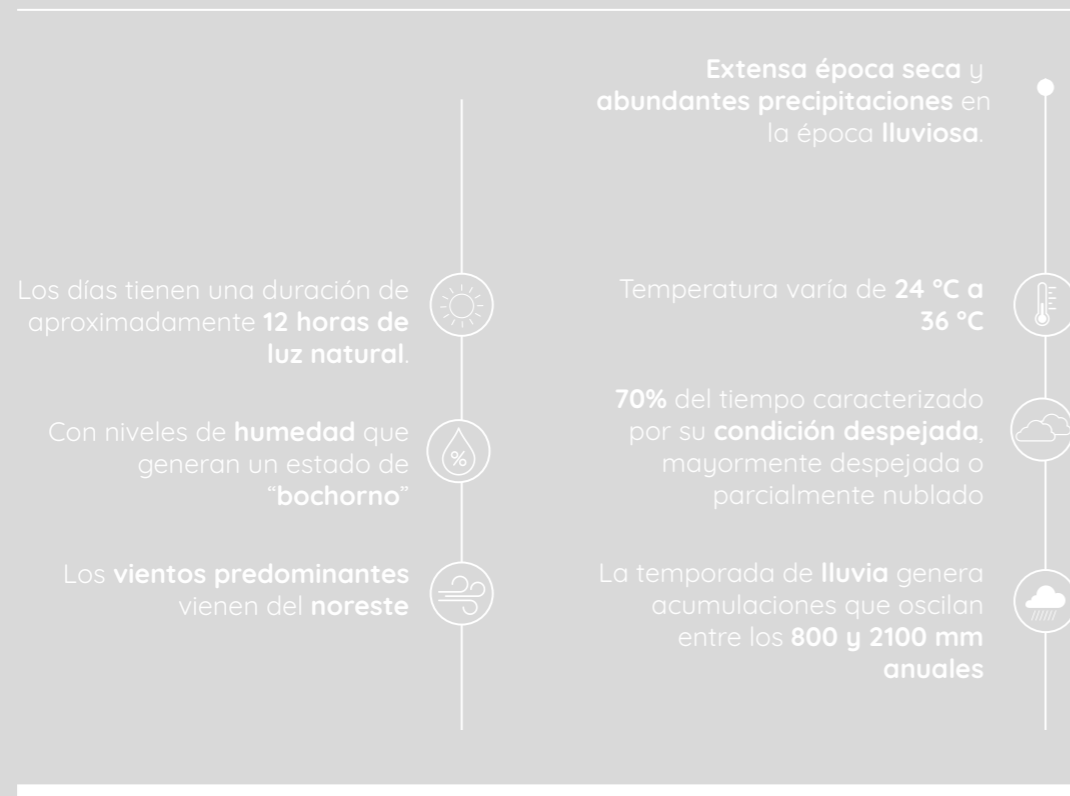 Extensa época seca y
abundantes precipitaciones en
la época lluviosa.
Los días tienen una duración de
aproximadamente 12 horas de
luz natural.
Con niveles de humedad que
generan un estado de
“bochorno”
Los vientos predominantes
vienen del noreste
Temperatura varía de 24 °C a
36 °C
70% del tiempo caracterizado
por su condición despejada,
mayormente despejada o
parcialmente nublado
La temporada de lluvia genera
acumulaciones que oscilan
entre los 800 y 2100 mm
anuales
%